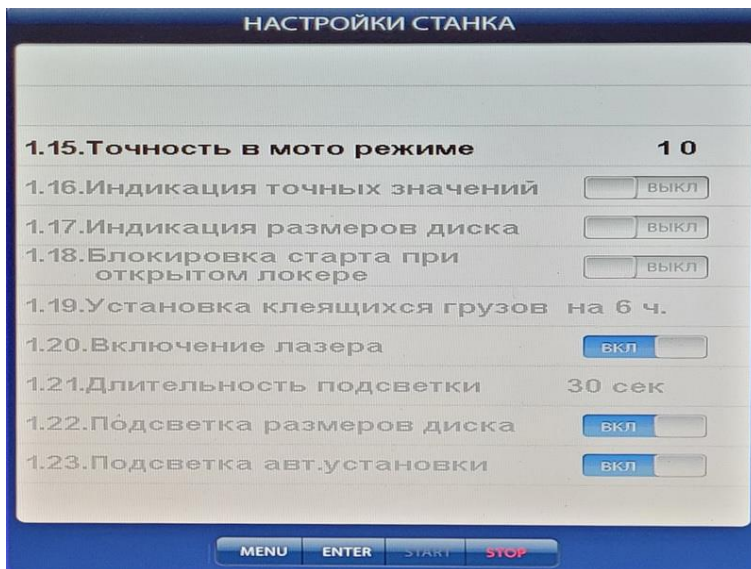 НАСТРОЙКИ СТАНКА
1.15.Точность в мото режиме 10
1.16.Индикация точных значений ВЫКЛ
1.17.Индикация размеров диска ВЫКЛ
1.18.Блокировка старта при ВЫКЛ
открытом локере
1.19.Установка клеящихся грузов на 6 ч.
1.20.Включение лазера ВКЛ
1.21.Длительность подсветки 30 сек
1.22.Подсветка размеров диска ВКЛ
1.23.Подсветка авт.установки ВКЛ
MENU ENTER START STOP